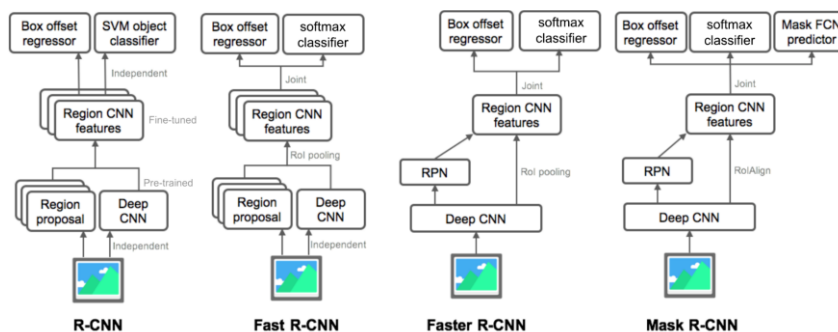 Box offset
regressor
SVM object
classifier
Independent
Region CNN
features
Fine-tuned
Pre-trained
Region
proposal
Deep
CNN
Independent
R-CNN
Box offset
regressor
softmax
classifier
Joint
Region CNN
features
RoI pooling
Region
proposal
Deep
CNN
Independent
Fast R-CNN
Box offset
regressor
softmax
classifier
Joint
Region CNN
features
RPN
RoI pooling
Deep CNN
Faster R-CNN
Box offset
regressor
softmax
classifier
Mask FCN
predictor
Joint
Region CNN
features
RPN
RoIAlign
Deep CNN
Mask R-CNN